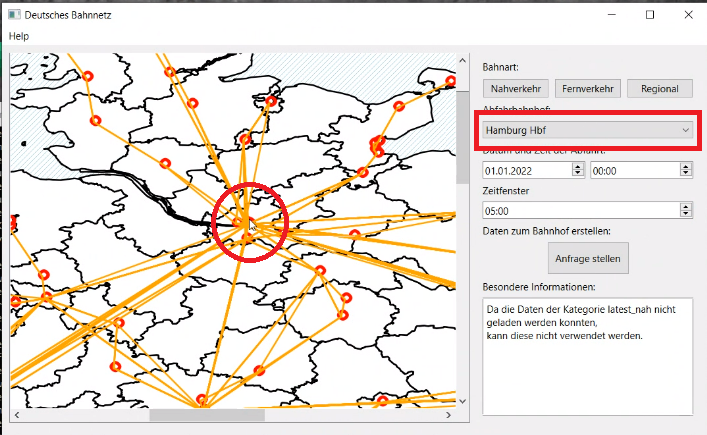 Deutsches Bahnnetz
Help
Bahnart:
Nahverkehr Fernverkehr Regional
Abfahrbahnhof:
Hamburg Hbf
Datum und Zeit der Abfahrt:
01.01.2022 00:00
Zeitfenster
05:00
Daten zum Bahnhof erstellen:
Anfrage stellen
Besondere Informationen:
Da die Daten der Kategorie latest_nah nicht
geladen werden konnten,
kann diese nicht verwendet werden.